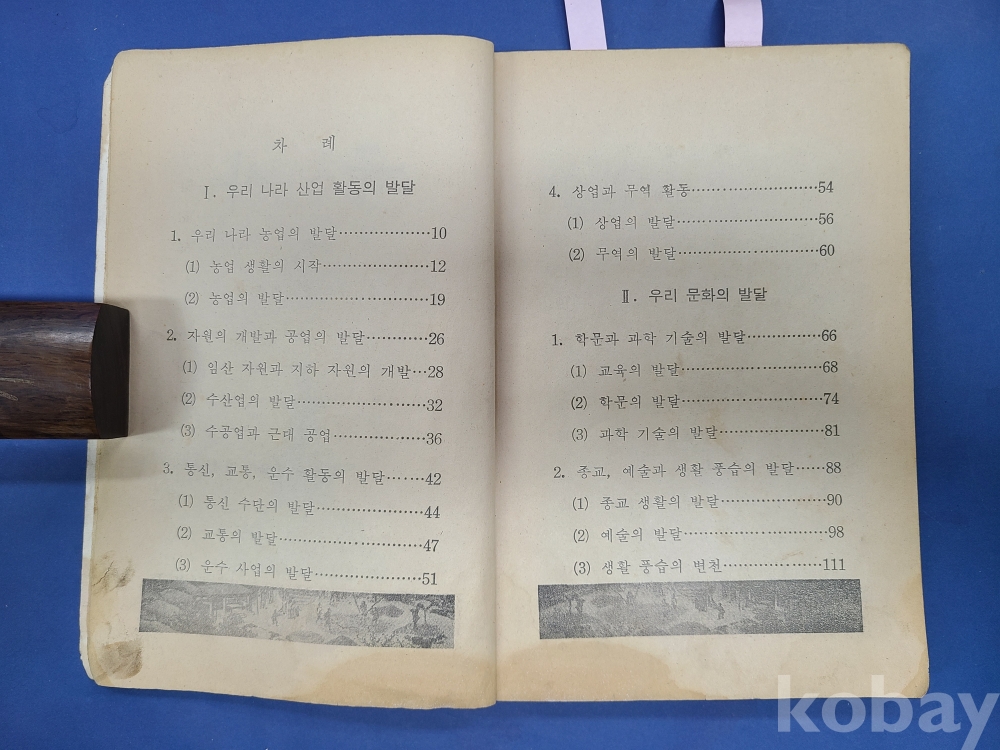 차 례
Ⅰ. 우리 나라 산업 활동의 발달
1. 우리 나라 농업의 발달………………10
(1) 농업 생활의 시작…………………12
(2) 농업의 발달………………………19
2. 자원의 개발과 공업의 발달…………26
(1) 임산 자원과 지하 자원의 개발…28
(2) 수산업의 발달……………………32
(3) 수공업과 근대 공업………………36
3. 통신, 교통, 운수 활동의 발달……42
(1) 통신 수단의 발달…………………44
(2) 교통의 발달………………………47
(3) 운수 사업의 발달…………………51
4. 상업과 무역 활동……………………54
(1) 상업의 발달………………………56
(2) 무역의 발달………………………60
Ⅱ. 우리 문화의 발달
1. 학문과 과학 기술의 발달……………66
(1) 교육의 발달………………………68
(2) 학문의 발달………………………74
(3) 과학 기술의 발달…………………81
2. 종교, 예술과 생활 풍습의 발달……88
(1) 종교 생활의 발달…………………90
(2) 예술의 발달………………………98
(3) 생활 풍습의 변천………………111
kobay